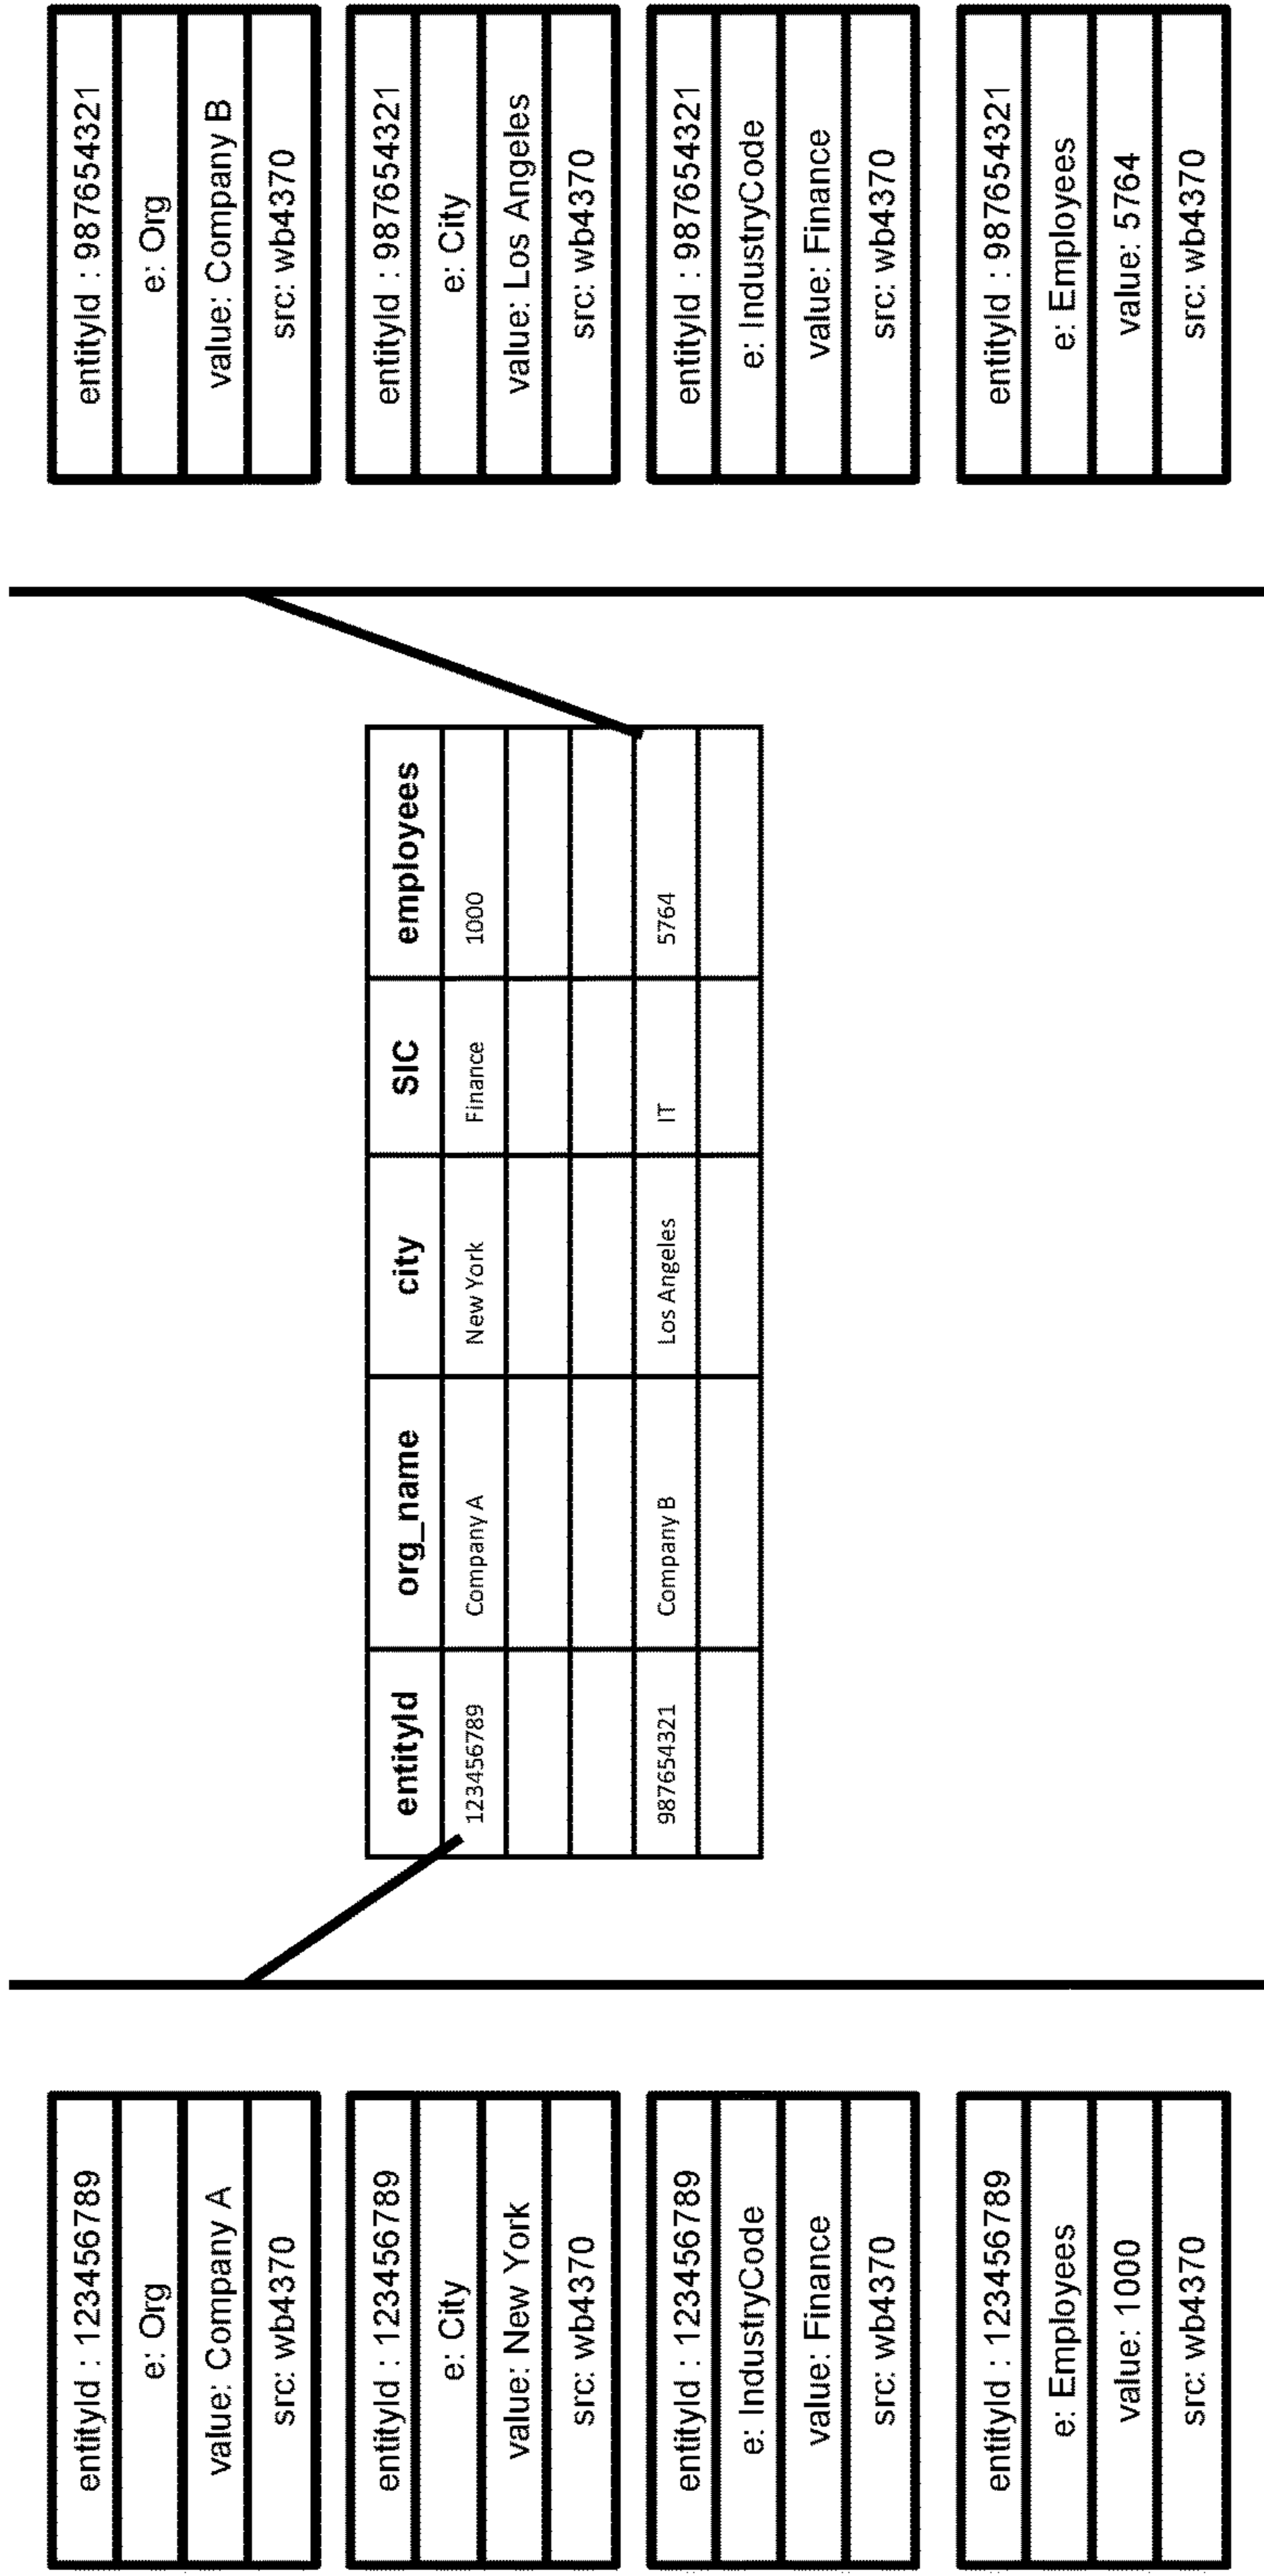 entityId : 123456789
e: Org
value: Company A
src: wb4370
entityId : 123456789
e: City
value: New York
src: wb4370
entityId : 123456789
e: IndustryCode
value: Finance
src: wb4370
entityId : 123456789
e: Employees
value: 1000
src: wb4370
entityId org_name city SIC employees
123456789 Company A New York Finance 1000
987654321 Company B Los Angeles IT 5764
entityId : 987654321
e: Org
value: Company B
src: wb4370
entityId : 987654321
e: City
value: Los Angeles
src: wb4370
entityId : 987654321
e: IndustryCode
value: Finance
src: wb4370
entityId : 987654321
e: Employees
value: 5764
src: wb4370